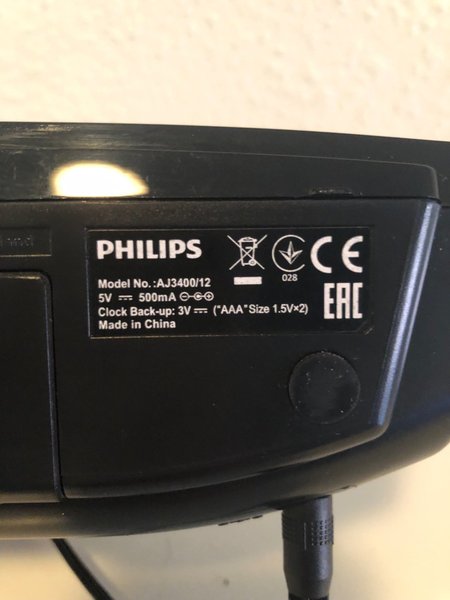 PHILIPS
Model No.:AJ3400/12
5V ⎓ 500mA
Clock Back-up: 3V ⎓ ("AAA" Size 1.5V×2)
Made in China
028
CE
EAC